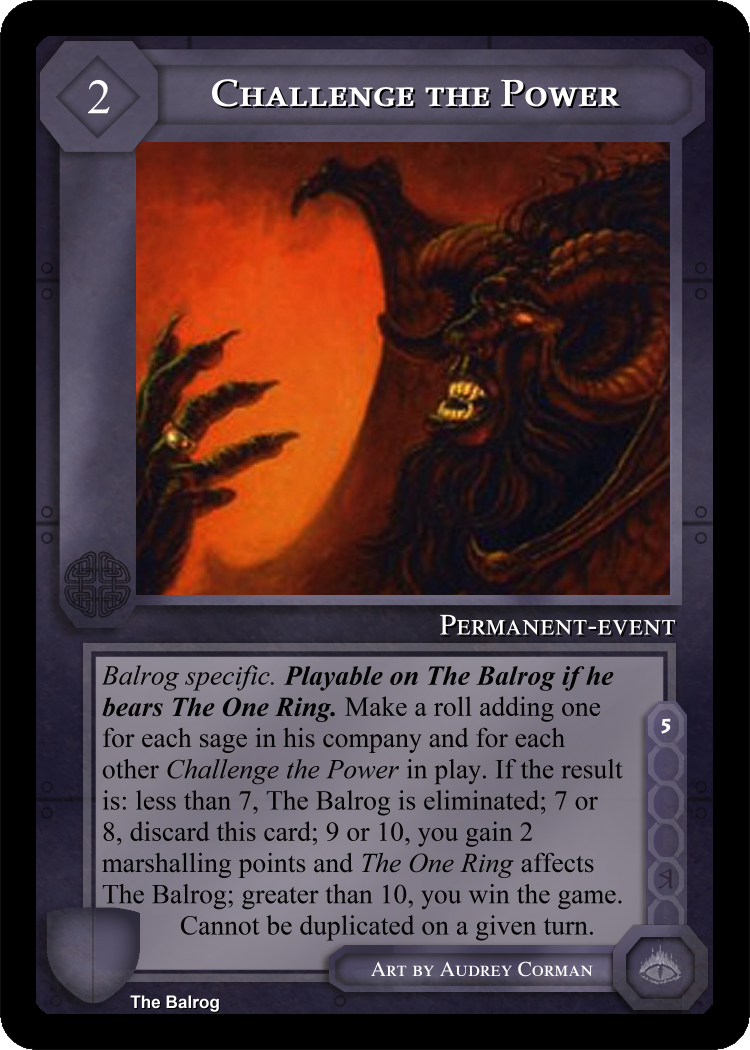 2
Challenge the Power
Permanent-event
Balrog specific. Playable on The Balrog if he
bears The One Ring. Make a roll adding one
for each sage in his company and for each
other Challenge the Power in play. If the result
is: less than 7, The Balrog is eliminated; 7 or
8, discard this card; 9 or 10, you gain 2
marshalling points and The One Ring affects
The Balrog; greater than 10, you win the game.
Cannot be duplicated on a given turn.
5
Art by Audrey Corman
The Balrog